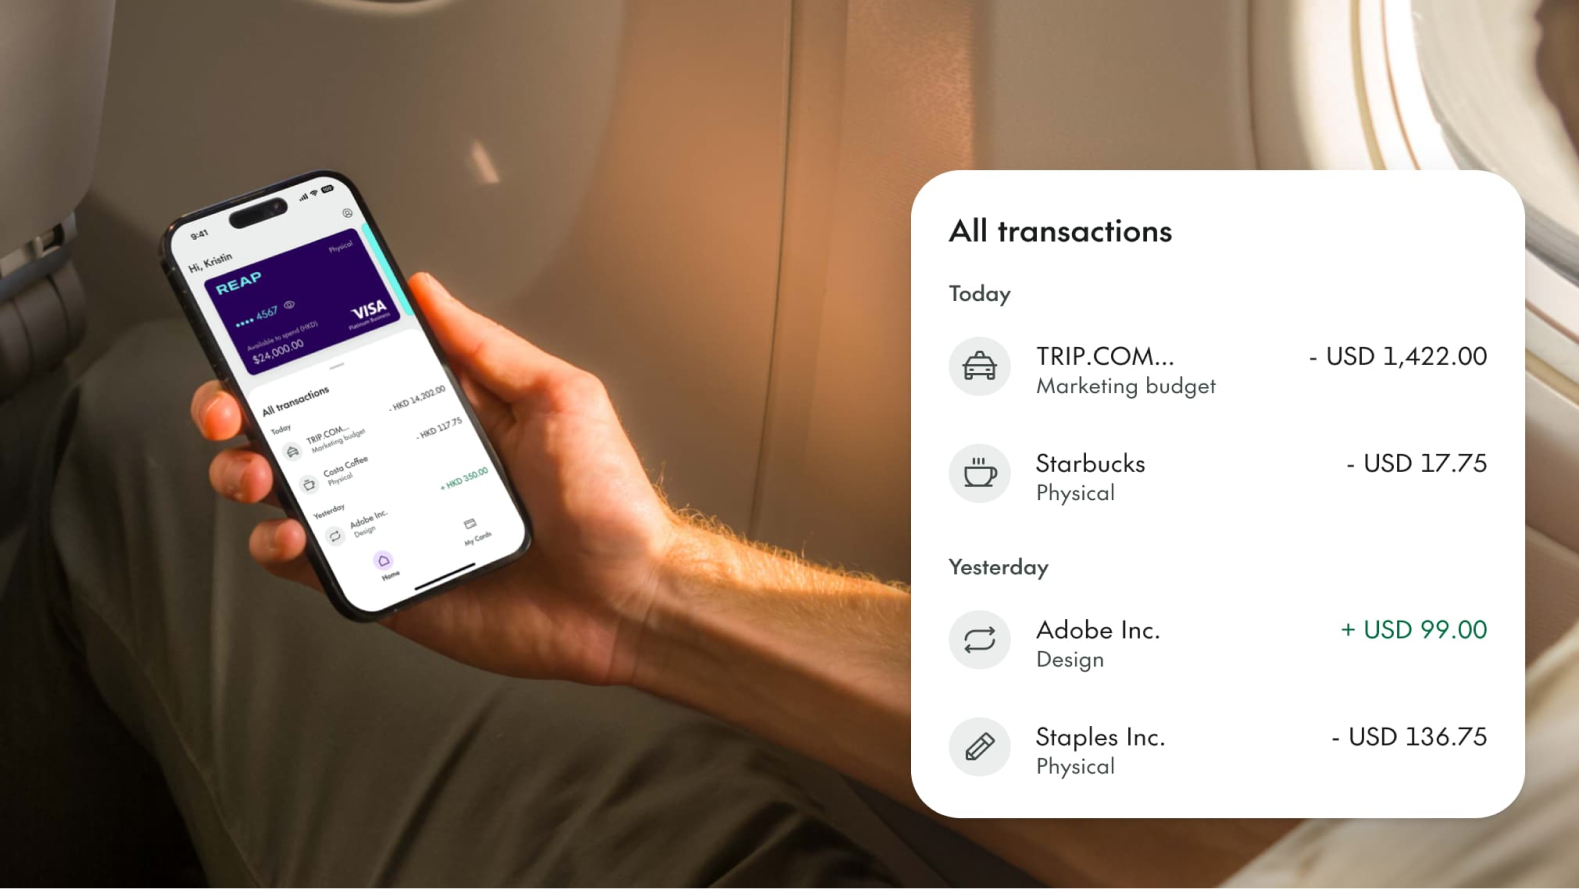 9:41
Hi, Kristin
REAP
Physical
•••• 4567
VISA
Platinum Business
Available to spend (HKD)
$24,000.00
All transactions
Today
TRIP.COM...
- HKD 14,202.00
Marketing budget
Costa Coffee
- HKD 117.75
Physical
Yesterday
Adobe Inc.
+ HKD 350.00
Design
Home
My Cards
All transactions
Today
TRIP.COM...
- USD 1,422.00
Marketing budget
Starbucks
- USD 17.75
Physical
Yesterday
Adobe Inc.
+ USD 99.00
Design
Staples Inc.
- USD 136.75
Physical